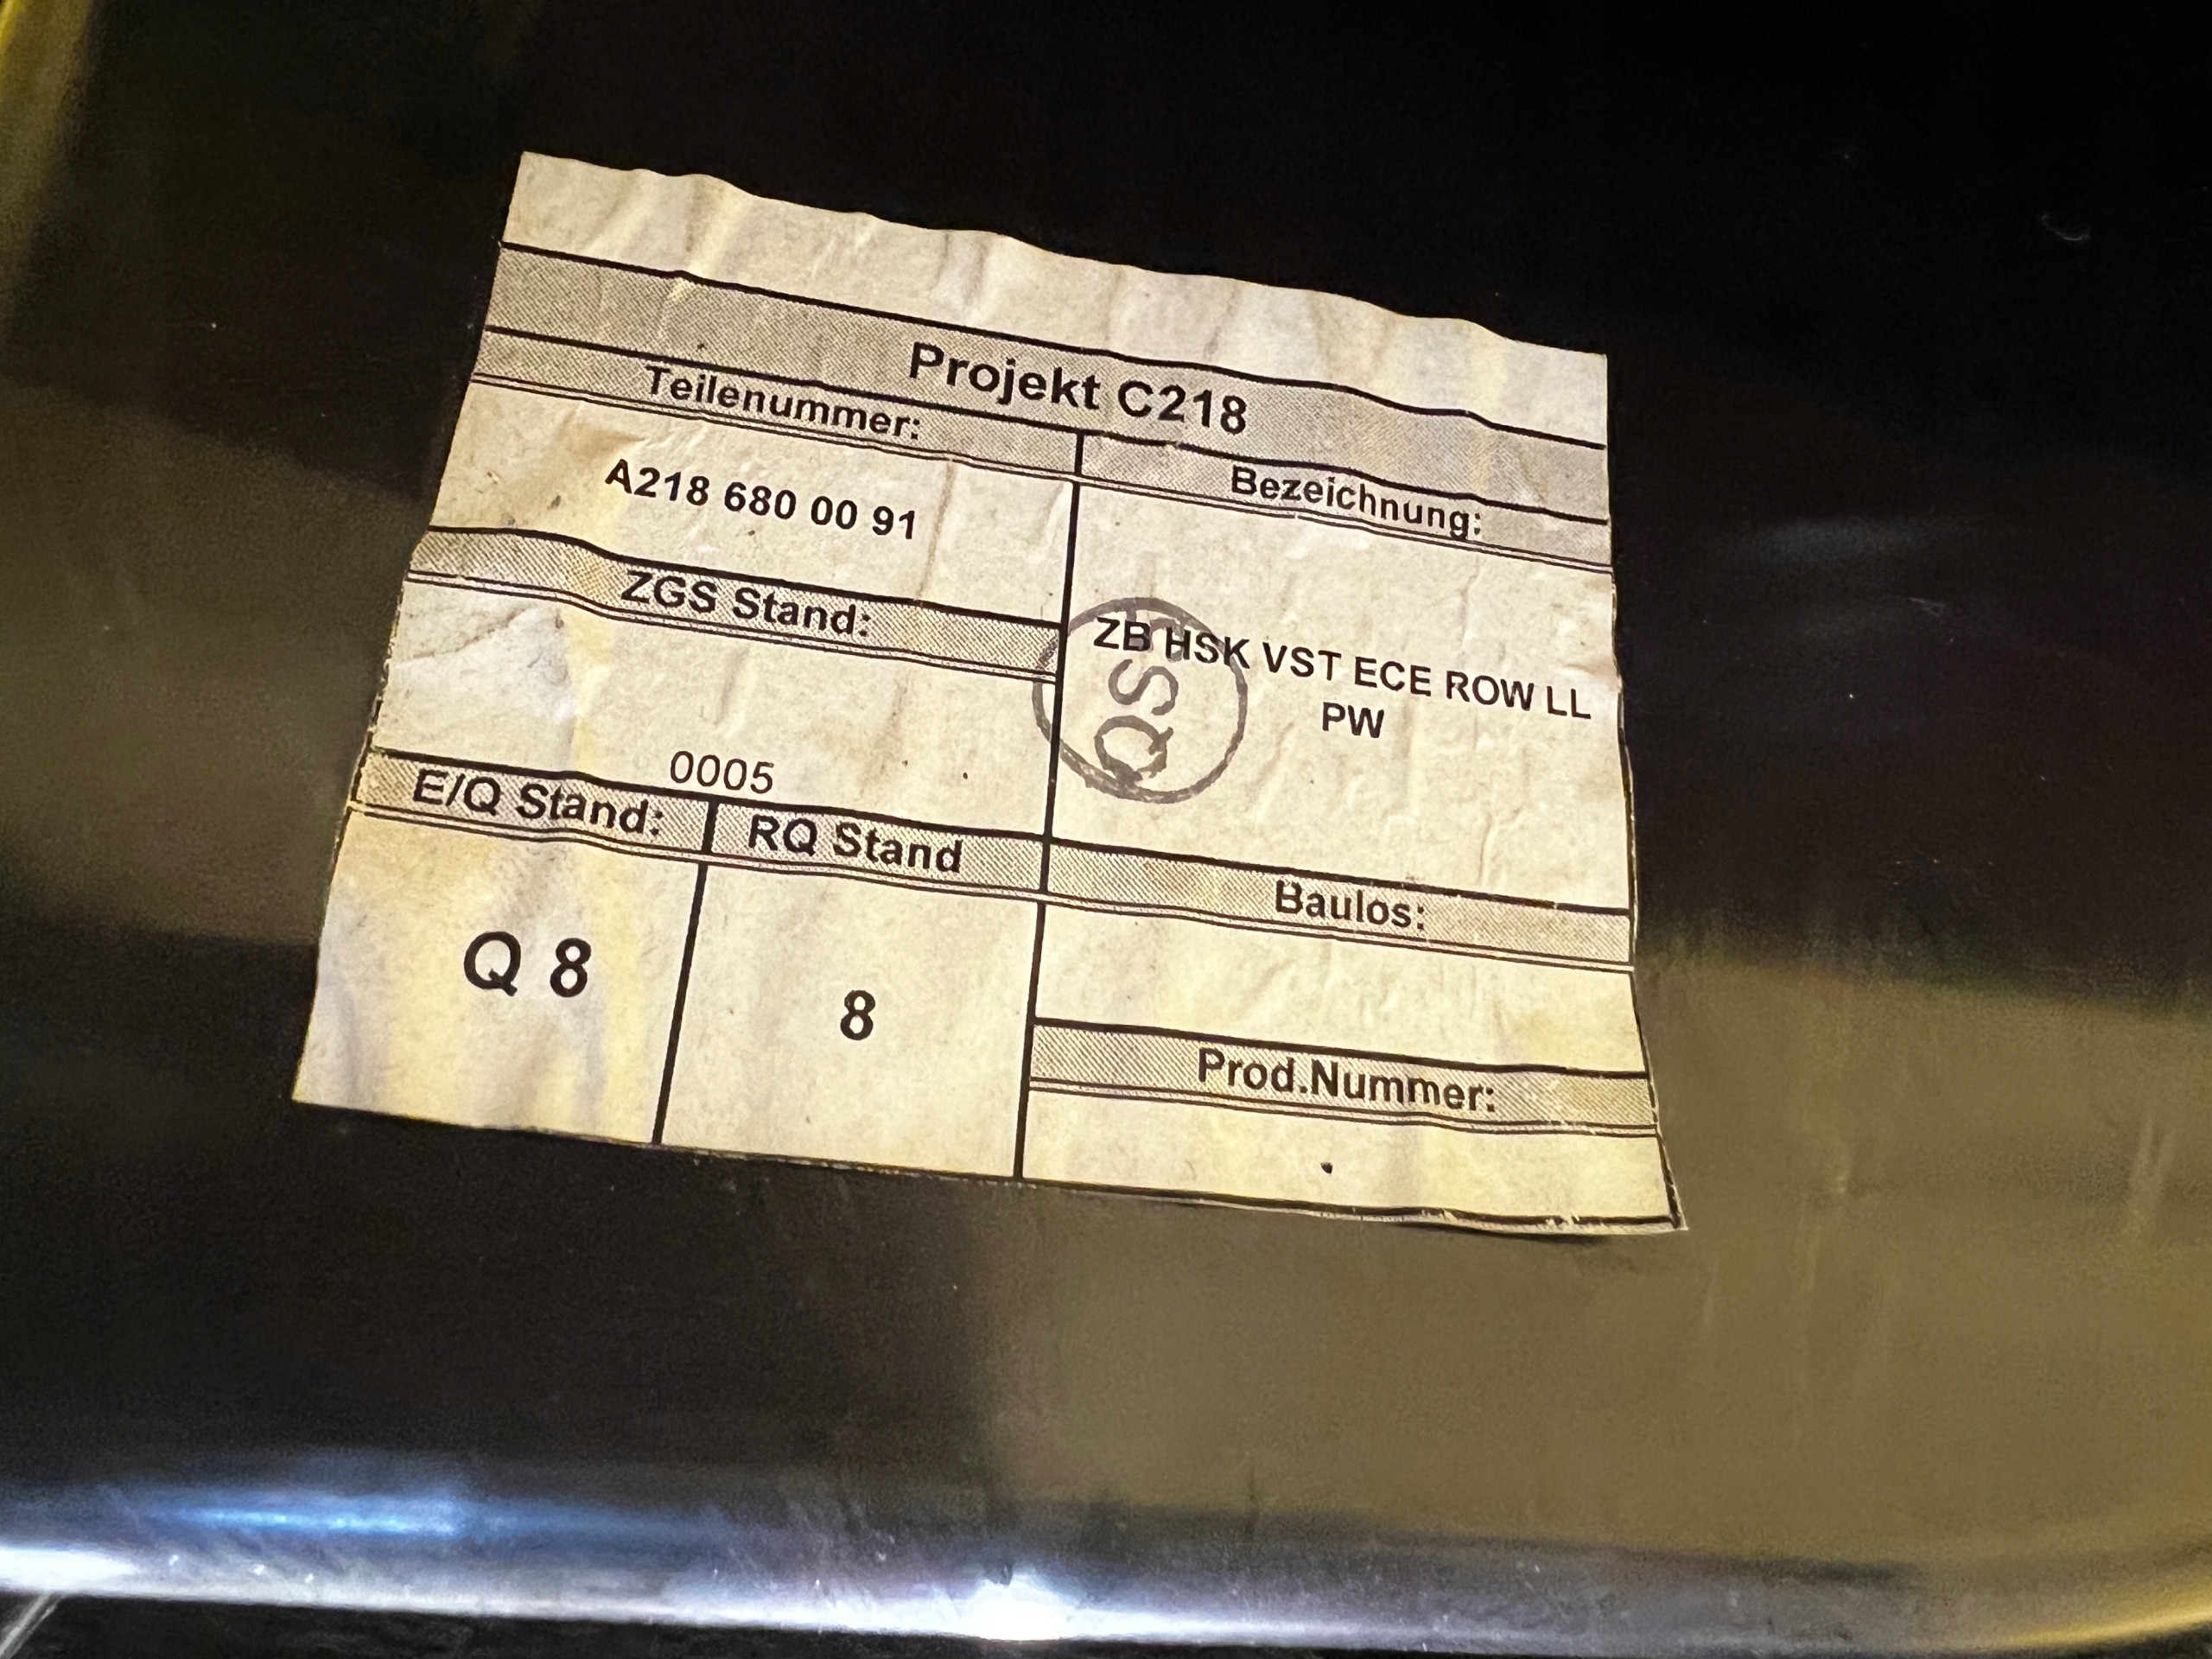 Projekt C218
Teilenummer:
A218 680 00 91
Bezeichnung:
ZB HSK VST ECE ROW LL
PW
QS
ZGS Stand:
0005
E/Q Stand:
Q 8
RQ Stand
8
Baulos:
Prod.Nummer: